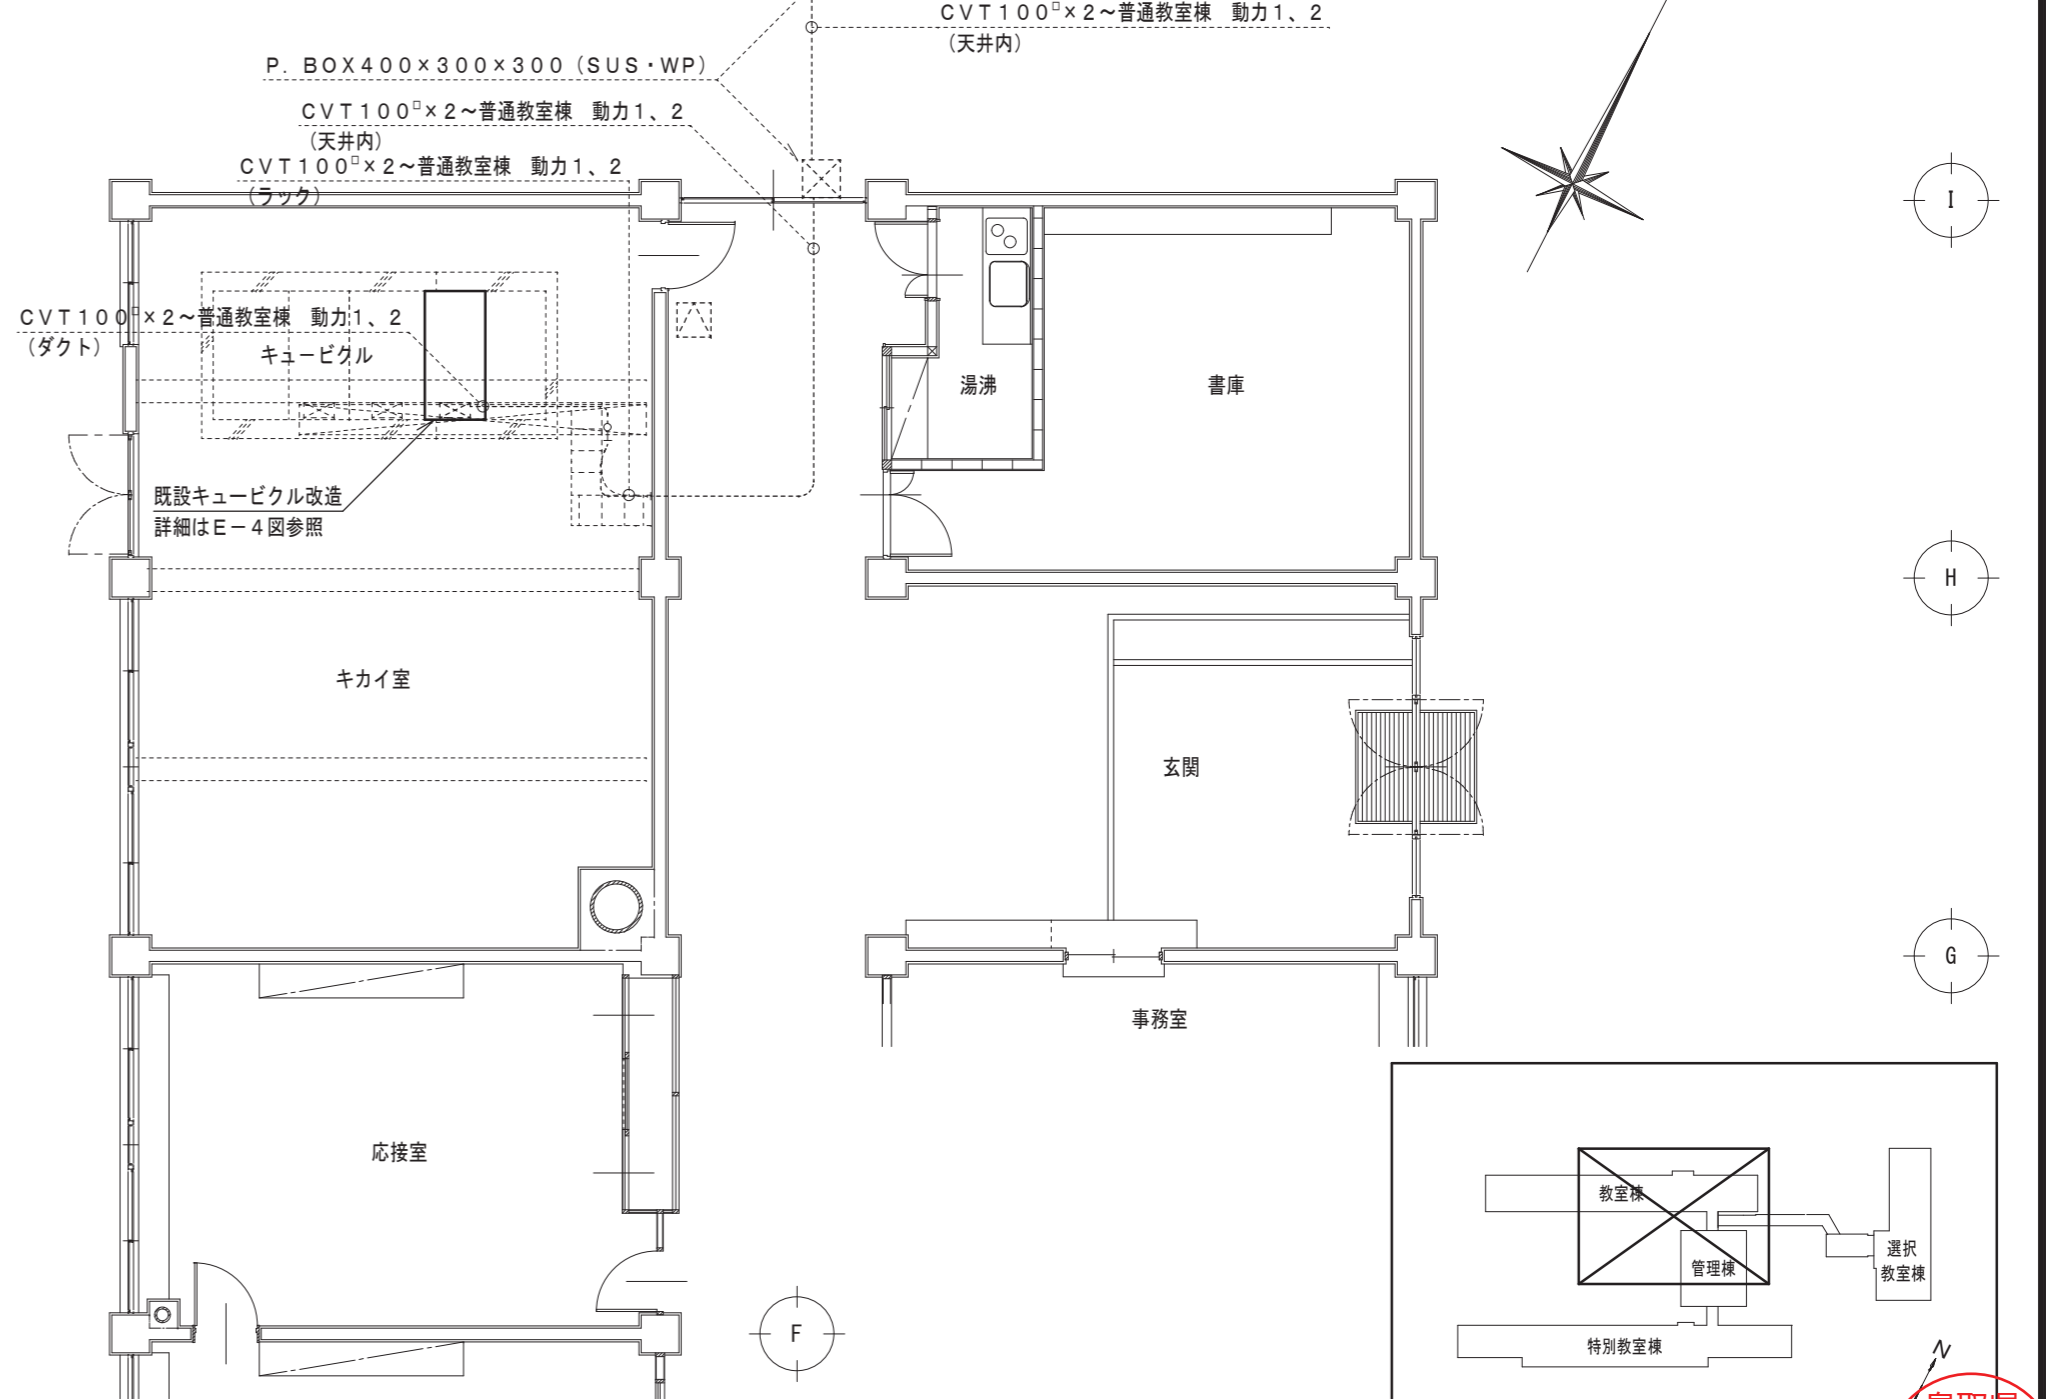 CVT100□×2～普通教室棟　動力1、2
（天井内）
P. BOX400×300×300（SUS・WP）
CVT100□×2～普通教室棟　動力1、2
（天井内）
CVT100□×2～普通教室棟　動力1、2
（ラック）
I
CVT100□×2～普通教室棟　動力1、2
（ダクト）
キュービクル
湯沸
書庫
既設キュービクル改造
詳細はE－4図参照
H
キカイ室
玄関
G
事務室
応接室
F
教室棟
管理棟
選択
教室棟
特別教室棟
N